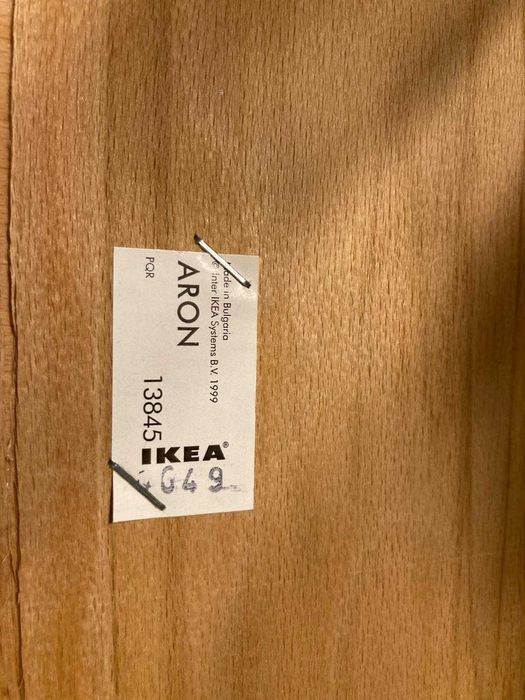 Made in Bulgaria
© Inter IKEA Systems B.V. 1999
ARON
PQR
13845
IKEA®
G49